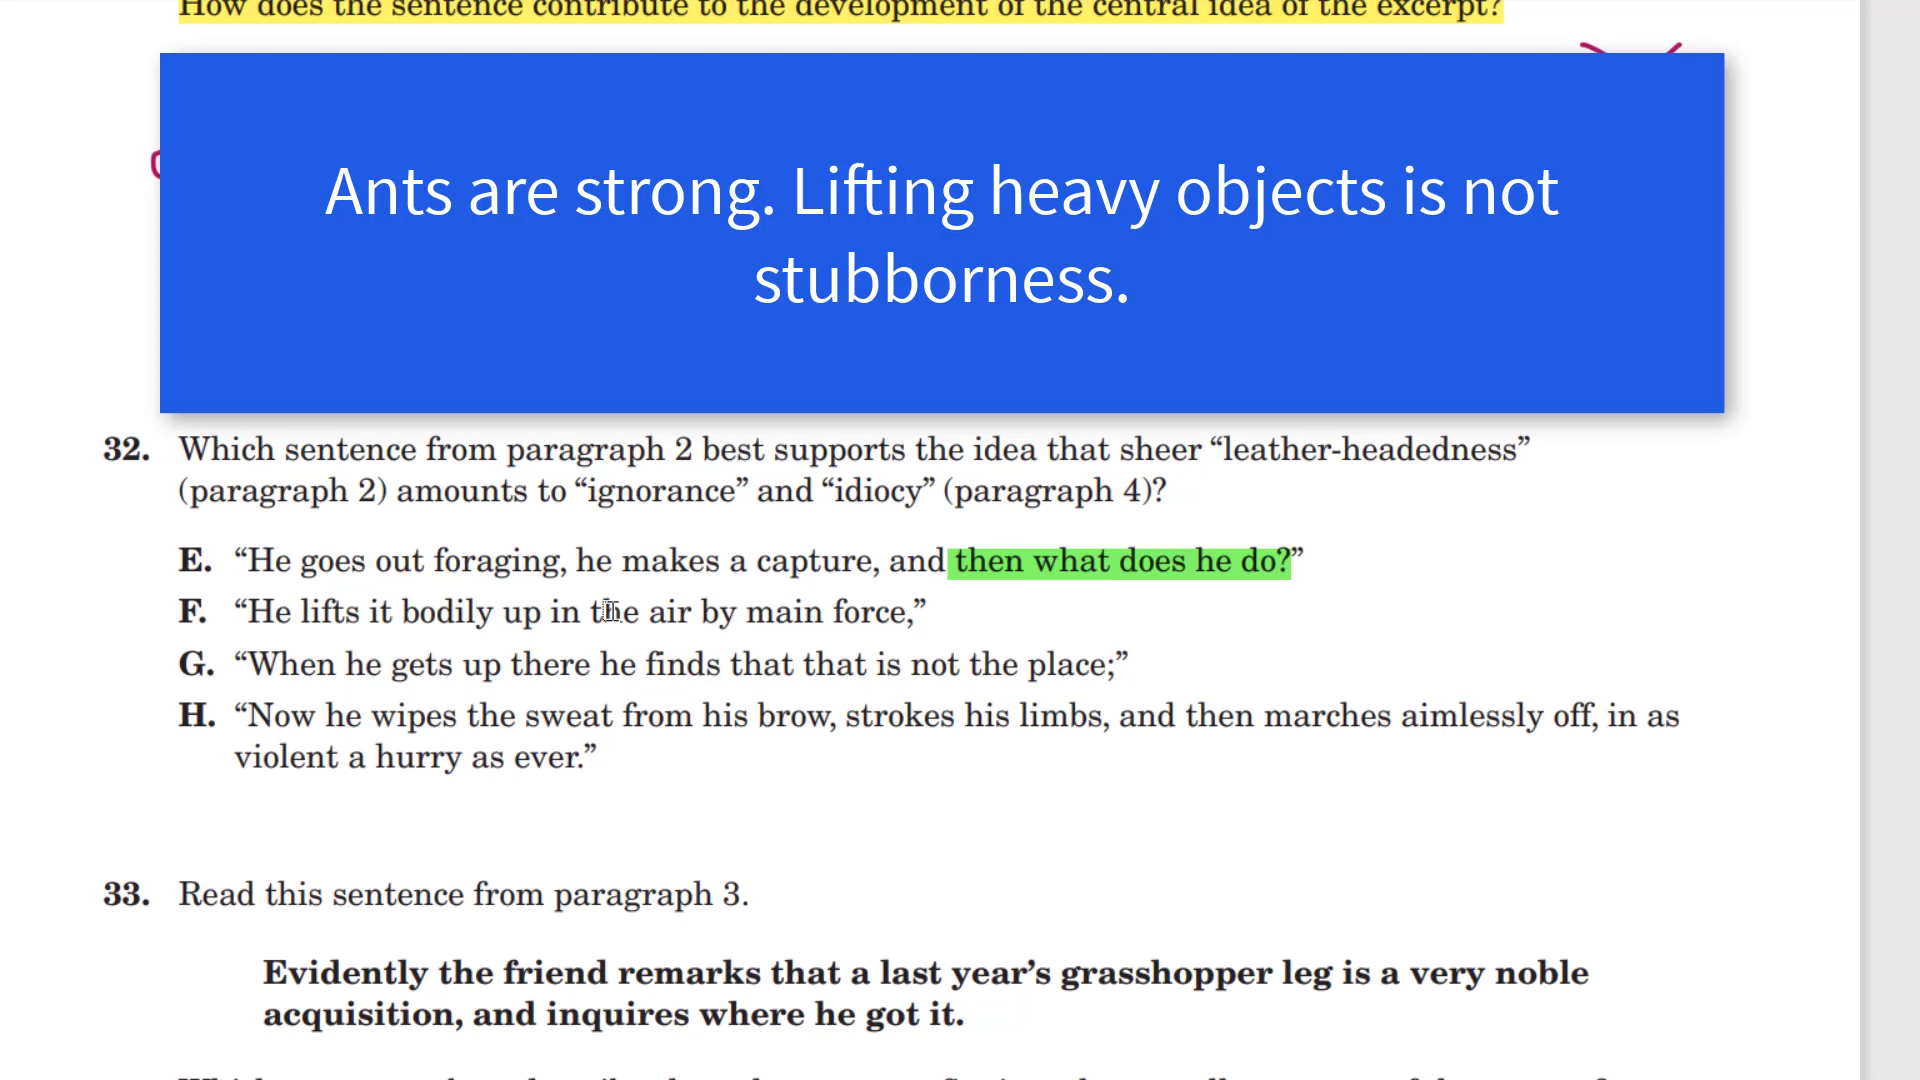 How does the sentence contribute to the development of the central idea of the excerpt?
Ants are strong. Lifting heavy objects is not
stubborness.
32. Which sentence from paragraph 2 best supports the idea that sheer “leather-headedness”
(paragraph 2) amounts to “ignorance” and “idiocy” (paragraph 4)?
E. “He goes out foraging, he makes a capture, and then what does he do?”
F. “He lifts it bodily up in the air by main force,”
G. “When he gets up there he finds that that is not the place;”
H. “Now he wipes the sweat from his brow, strokes his limbs, and then marches aimlessly off, in as
violent a hurry as ever.”
33. Read this sentence from paragraph 3.
Evidently the friend remarks that a last year’s grasshopper leg is a very noble
acquisition, and inquires where he got it.